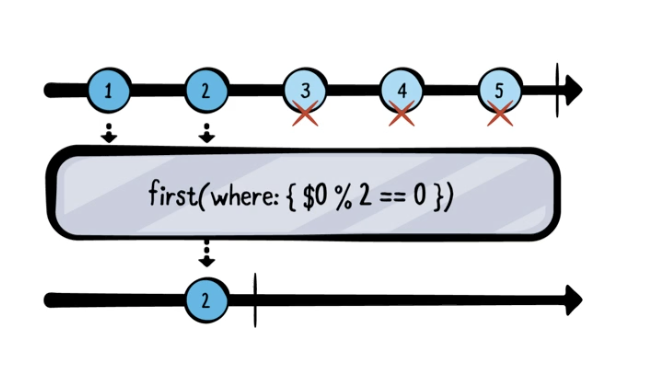 1 2 3 4 5
first(where: { $0 % 2 == 0 })
2